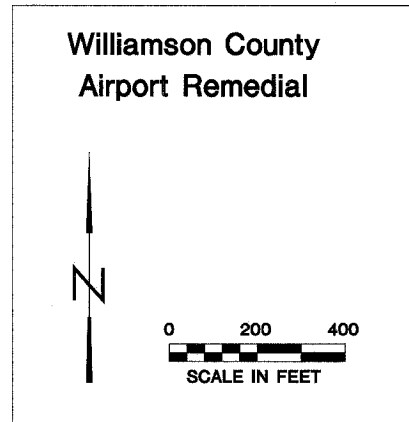 Williamson County
Airport Remedial
N
0 200 400
SCALE IN FEET